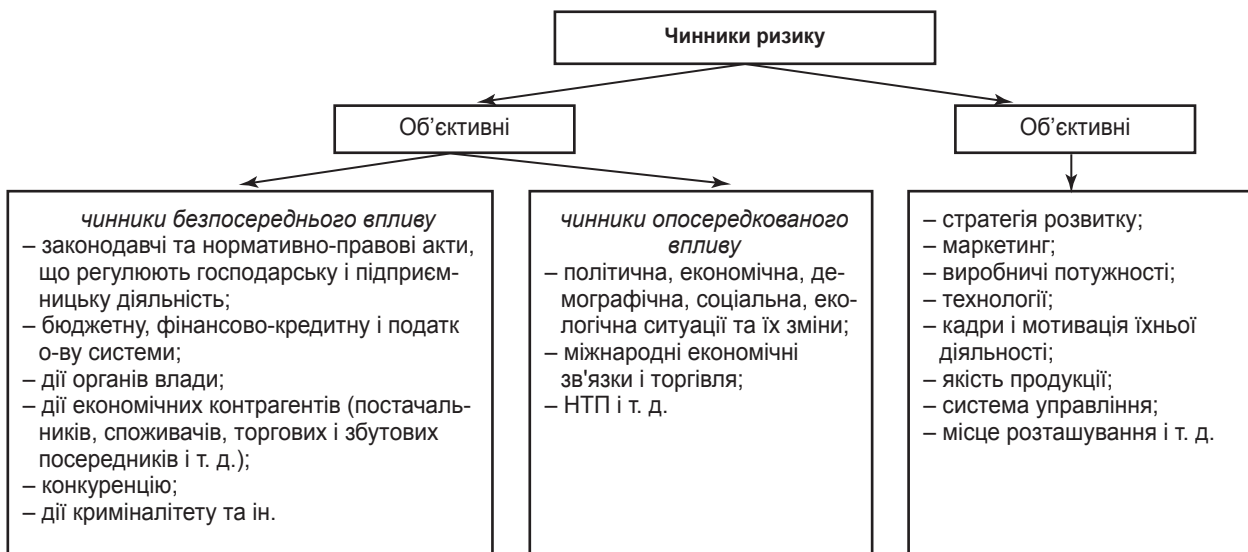 Чинники ризику
Об’єктивні
Об’єктивні
чинники безпосереднього впливу
– законодавчі та нормативно-правові акти,
що регулюють господарську і підприєм-
ницьку діяльність;
– бюджетну, фінансово-кредитну і податк
о-ву системи;
– дії органів влади;
– дії економічних контрагентів (постачаль-
ників, споживачів, торгових і збутових
посередників і т. д.);
– конкуренцію;
– дії криміналітету та ін.
чинники опосередкованого
впливу
– політична, економічна, де-
мографічна, соціальна, еко-
логічна ситуації та їх зміни;
– міжнародні економічні
зв'язки і торгівля;
– НТП і т. д.
– стратегія розвитку;
– маркетинг;
– виробничі потужності;
– технології;
– кадри і мотивація їхньої
діяльності;
– якість продукції;
– система управління;
– місце розташування і т. д.